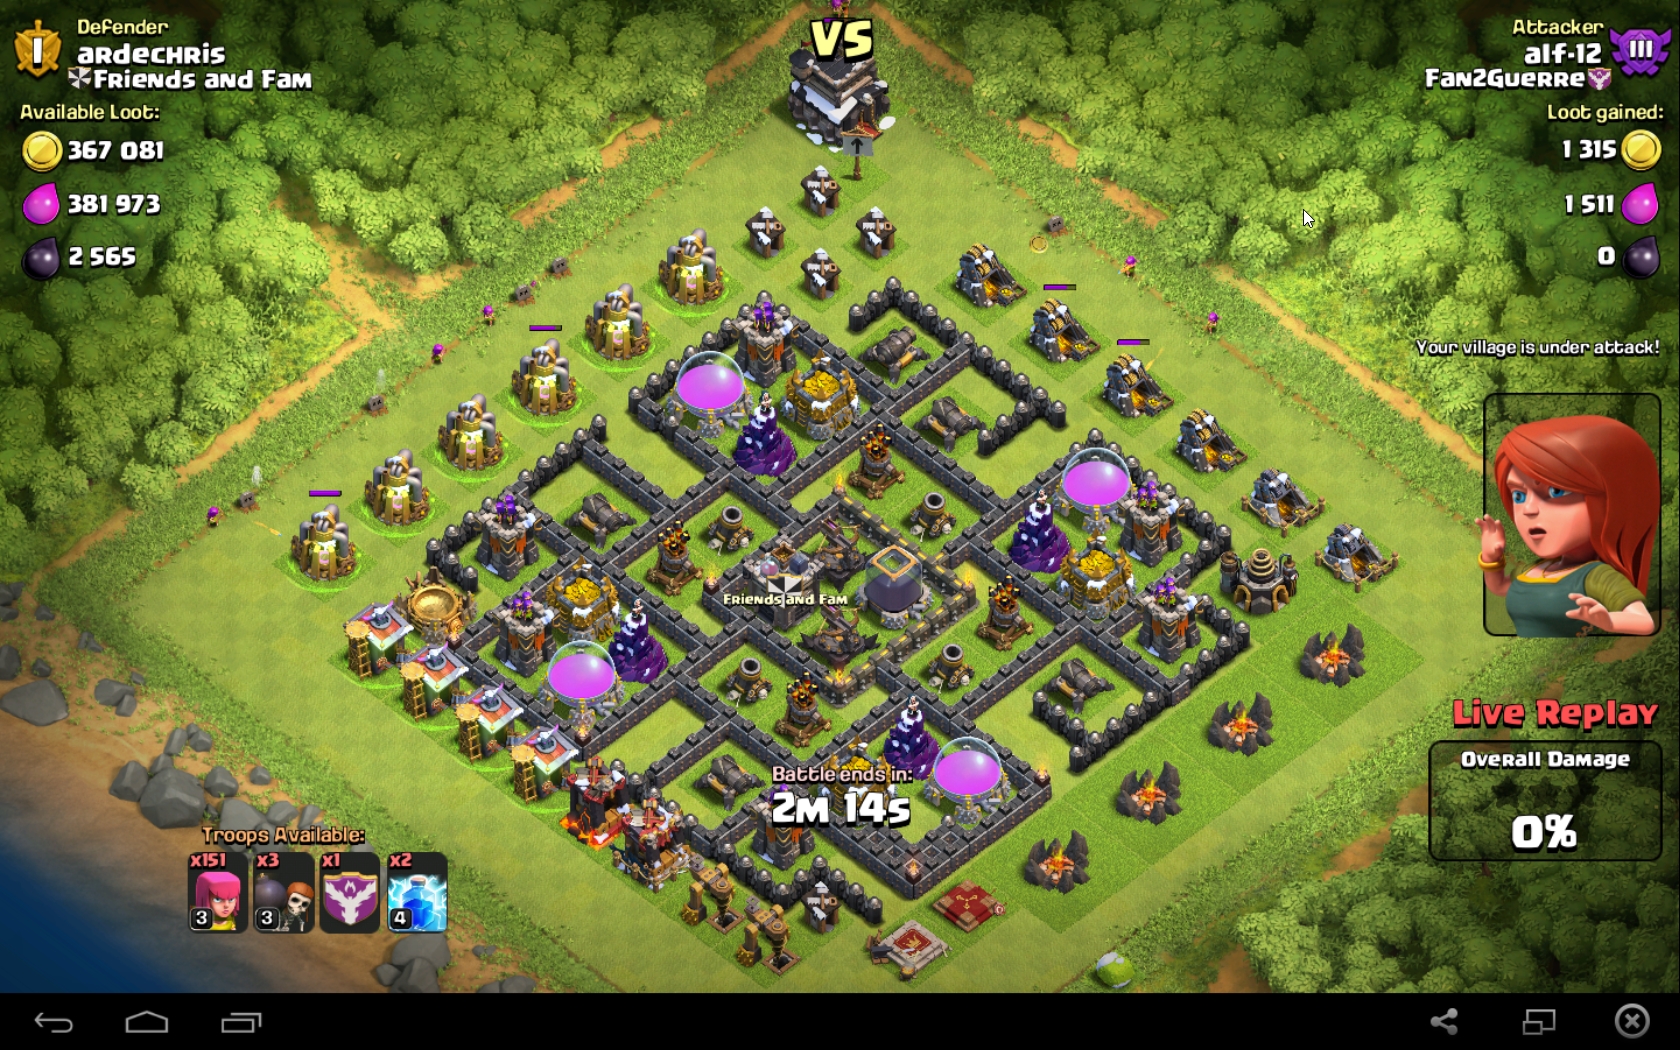 Defender
ardechris
Friends and Fam
Available Loot:
367 081
381 973
2 565
VS
Attacker
alf-12
Fan2Guerre
Loot gained:
1 315
1 511
0
Your village is under attack!
Friends and Fam
Live Replay
Overall Damage
0%
Battle ends in:
2m 14s
Troops Available:
x151 x3 x1 x2
3 3 4